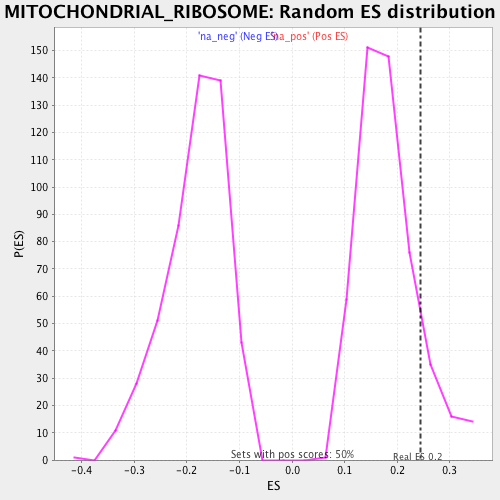 MITOCHONDRIAL_RIBOSOME: Random ES distribution
'na_neg' (Neg ES) 'na_pos' (Pos ES)
150
140
130
120
110
100
90
80
70
60
50
40
30
20
10
0
P(ES)
Sets with pos scores: 50%
Real ES 0.2
-0.4 -0.3 -0.2 -0.1 0.0 0.1 0.2 0.3
ES